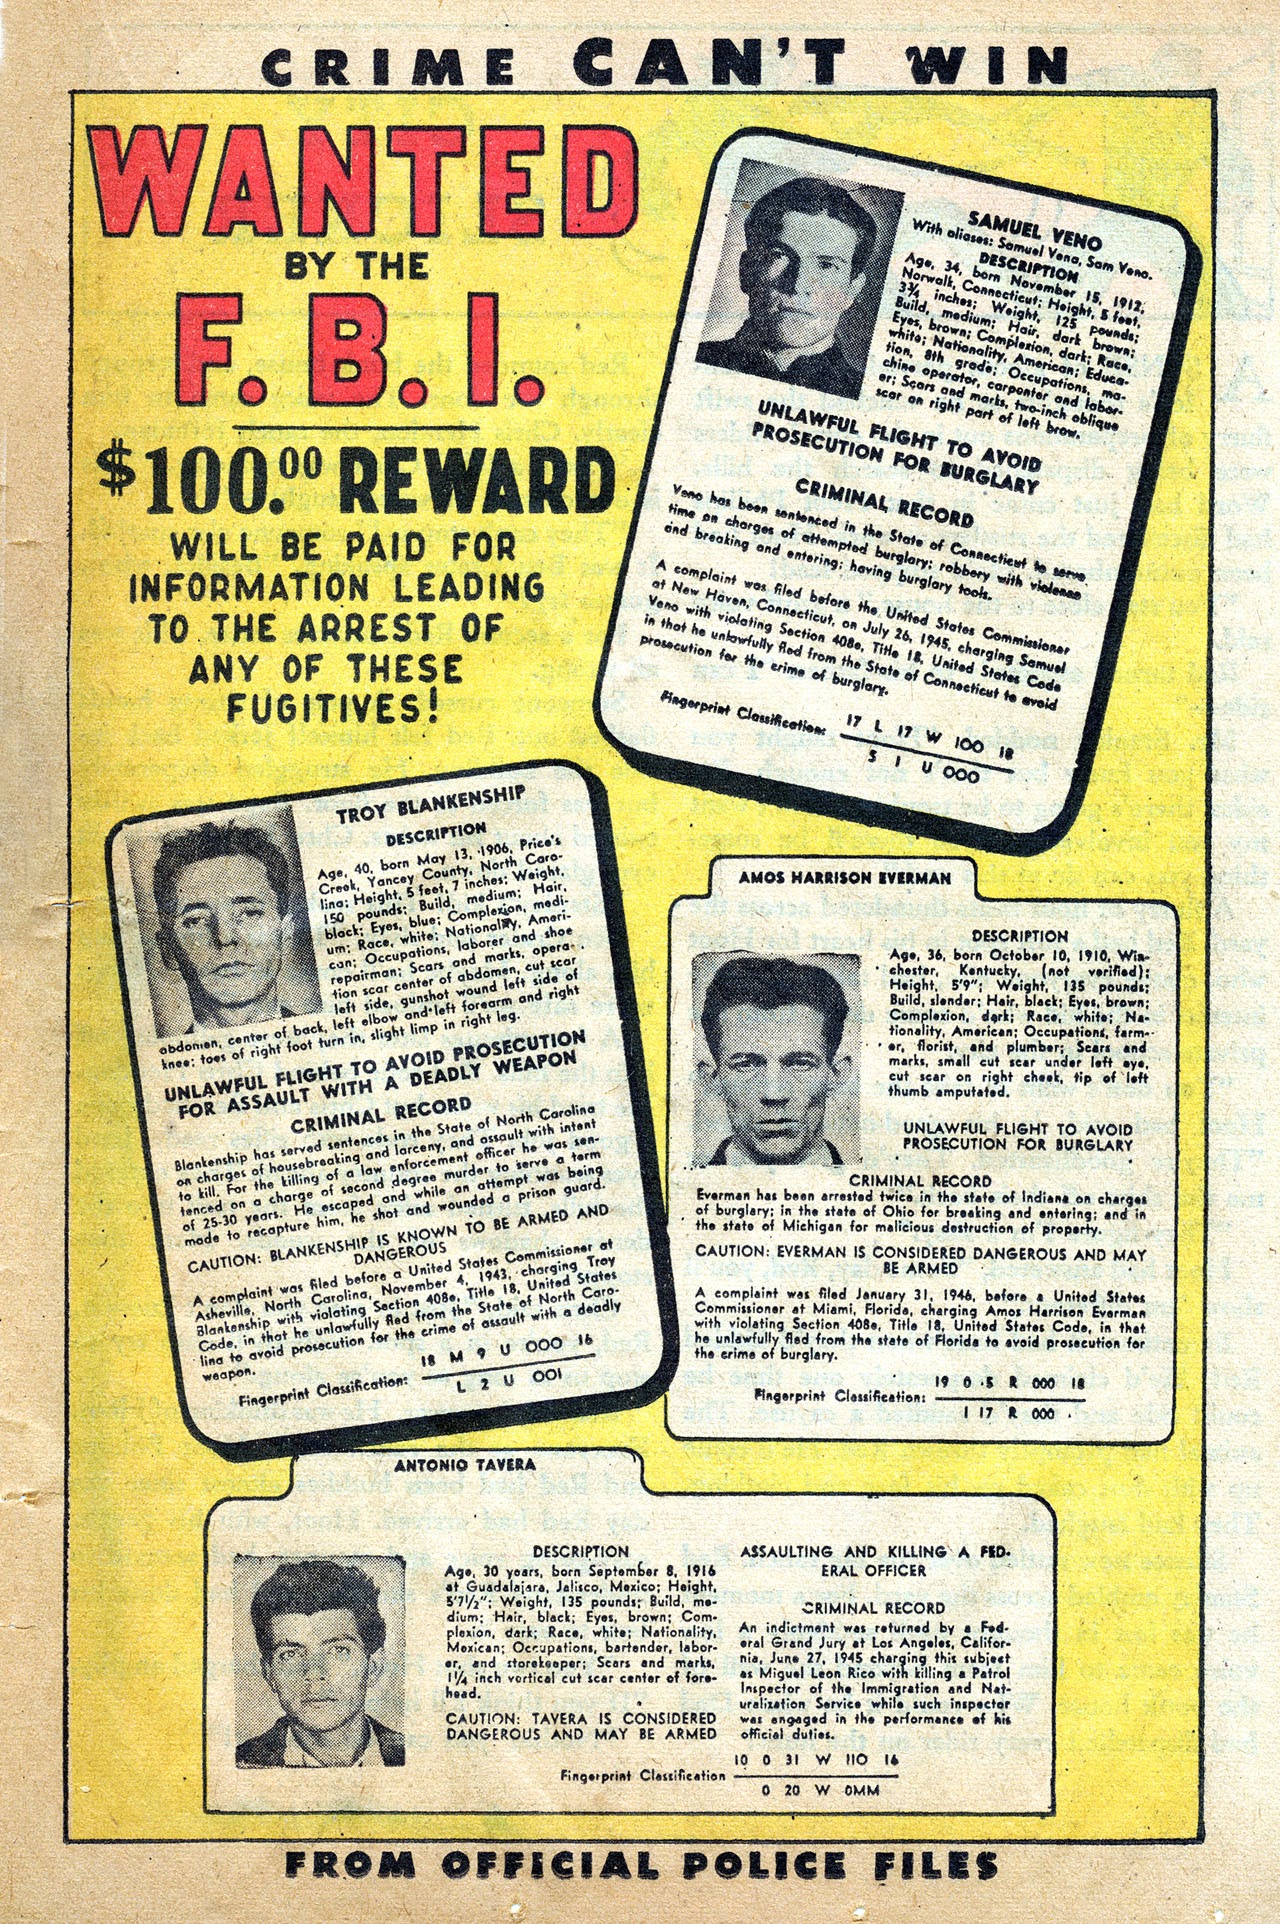 CRIME CAN'T WIN
WANTED
BY THE
F. B. I.
$100.00 REWARD
WILL BE PAID FOR
INFORMATION LEADING
TO THE ARREST OF
ANY OF THESE
FUGITIVES!
SAMUEL VENO
With aliases: Samuel Vena, Sam Veno.
DESCRIPTION
Age, 34, born November 15, 1912,
Norwalk, Connecticut; Height, 5 feet,
3¾ inches; Weight, 125 pounds;
Build, medium; Hair, dark brown;
Eyes, brown; Complexion, dark; Race,
white; Nationality, American; Educa-
tion, 8th grade; Occupations, ma-
chine operator, carpenter and labor-
er; Scars and marks, two-inch oblique
scar on right part of left brow.
UNLAWFUL FLIGHT TO AVOID
PROSECUTION FOR BURGLARY
CRIMINAL RECORD
Veno has been sentenced in the State of Connecticut to serve
time on charges of attempted burglary; robbery with violence
and breaking and entering; having burglary tools.
A complaint was filed before the United States Commissioner
at New Haven, Connecticut, on July 26, 1945, charging Samuel
Veno with violating Section 408e, Title 18, United States Code
in that he unlawfully fled from the State of Connecticut to avoid
prosecution for the crime of burglary.
Fingerprint Classification: 17 L 17 W 100 18
S 1 U 000
TROY BLANKENSHIP
DESCRIPTION
Age, 40, born May 13, 1906, Price's
Creek, Yancey County, North Caro-
lina; Height, 5 feet, 7 inches; Weight,
150 pounds; Build, medium; Hair,
black; Eyes, blue; Complexion, medi-
um; Race, white; Nationality, Ameri-
can; Occupations, laborer and shoe
repairman; Scars and marks, opera-
tion scar center of abdomen, cut scar
left side, gunshot wound left side of
abdomen, center of back, left elbow and left forearm and right
knee; toes of right foot turn in, slight limp in right leg.
UNLAWFUL FLIGHT TO AVOID PROSECUTION
FOR ASSAULT WITH A DEADLY WEAPON
CRIMINAL RECORD
Blankenship has served sentences in the State of North Carolina
on charges of housebreaking and larceny, and assault with intent
to kill. For the killing of a law enforcement officer he was sen-
tenced on a charge of second degree murder to serve a term
of 25-30 years. He escaped and while an attempt was being
made to recapture him, he shot and wounded a prison guard.
CAUTION: BLANKENSHIP IS KNOWN TO BE ARMED AND
DANGEROUS
A complaint was filed before a United States Commissioner at
Asheville, North Carolina, November 4, 1943, charging Troy
Blankenship with violating Section 408e, Title 18, United States
Code, in that he unlawfully fled from the State of North Caro-
lina to avoid prosecution for the crime of assault with a deadly
weapon.
Fingerprint Classification: 18 M 9 U 000 16
L 2 U 001
AMOS HARRISON EVERMAN
DESCRIPTION
Age, 36, born October 10, 1910, Win-
chester, Kentucky, (not verified);
Height, 5'9"; Weight, 135 pounds;
Build, slender; Hair, black; Eyes, brown;
Complexion, dark; Race, white; Na-
tionality, American; Occupations, farm-
er, florist, and plumber; Scars and
marks, small cut scar under left eye,
cut scar on right cheek, tip of left
thumb amputated.
UNLAWFUL FLIGHT TO AVOID
PROSECUTION FOR BURGLARY
CRIMINAL RECORD
Everman has been arrested twice in the state of Indiana on charges
of burglary; in the state of Ohio for breaking and entering; and in
the state of Michigan for malicious destruction of property.
CAUTION: EVERMAN IS CONSIDERED DANGEROUS AND MAY
BE ARMED
A complaint was filed January 31, 1946, before a United States
Commissioner at Miami, Florida, charging Amos Harrison Everman
with violating Section 408e, Title 18, United States Code, in that
he unlawfully fled from the state of Florida to avoid prosecution for
the crime of burglary.
Fingerprint Classification: 19 0 5 R 000 18
1 17 R 000
ANTONIO TAVERA
DESCRIPTION
Age, 30 years, born September 8, 1916
at Guadalajara, Jalisco, Mexico; Height,
5'7½"; Weight, 135 pounds; Build, me-
dium; Hair, black; Eyes, brown; Com-
plexion, dark; Race, white; Nationality,
Mexican; Occupations, bartender, labor-
er, and storekeeper; Scars and marks,
1¼ inch vertical cut scar center of fore-
head.
CAUTION: TAVERA IS CONSIDERED
DANGEROUS AND MAY BE ARMED
ASSAULTING AND KILLING A FED-
ERAL OFFICER
CRIMINAL RECORD
An indictment was returned by a Fed-
eral Grand Jury at Los Angeles, Califor-
nia, June 27, 1945 charging this subject
as Miguel Leon Rico with killing a Patrol
Inspector of the Immigration and Nat-
uralization Service while such inspector
was engaged in the performance of his
official duties.
Fingerprint Classification 10 0 31 W 110 16
0 20 W 0MM
FROM OFFICIAL POLICE FILES